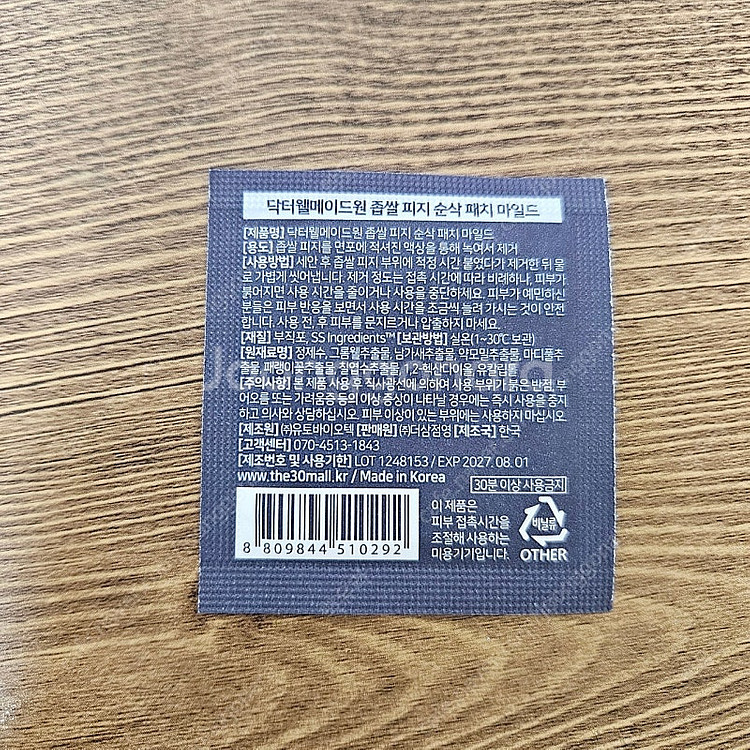 닥터웰메이드원 좁쌀 피지 순삭 패치 마일드
[제품명] 닥터웰메이드원 좁쌀 피지 순삭 패치 마일드
[용도] 좁쌀 피지를 면포에 적셔진 액상을 통해 녹여서 제거
[사용방법] 세안 후 좁쌀 피지 부위에 적정 시간 붙였다가 제거한 뒤 물
로 가볍게 씻어냅니다. 제거 정도는 접촉 시간에 따라 비례하나, 피부가
붉어지면 사용 시간을 줄이거나 사용을 중단하세요. 피부가 예민하신
분들은 피부 반응을 보면서 사용 시간을 조금씩 늘려 가시는 것이 안전
합니다. 사용 전, 후 피부를 문지르거나 압출하지 마세요.
[재질] 부직포, SS Ingredients™ [보관방법] 실온(1~30℃ 보관)
[원재료명] 정제수, 그룸웰추출물, 남가새추출물, 약모밀추출물, 마디풀추
출물, 패랭이꽃추출물, 칠엽수추출물, 1,2-헥산다이올, 유칼립톨
[주의사항] 본 제품 사용 후 직사광선에 의하여 사용 부위가 붉은 반점, 부
어오름 또는 가려움증 등의 이상 증상이 나타날 경우에는 즉시 사용을 중지
하고 의사와 상담하십시오. 피부 이상이 있는 부위에는 사용하지 마십시오.
[제조원] ㈜유토바이오텍 [판매원] ㈜더삼점영 [제조국] 한국
[고객센터] 070-4513-1843
[제조번호 및 사용기한] LOT 1248153 / EXP 2027. 08. 01
www.the30mall.kr / Made in Korea
30분 이상 사용금지
8 809844 510292
이 제품은
피부 접촉시간을
조절해 사용하는
미용기기입니다.
비닐류
OTHER